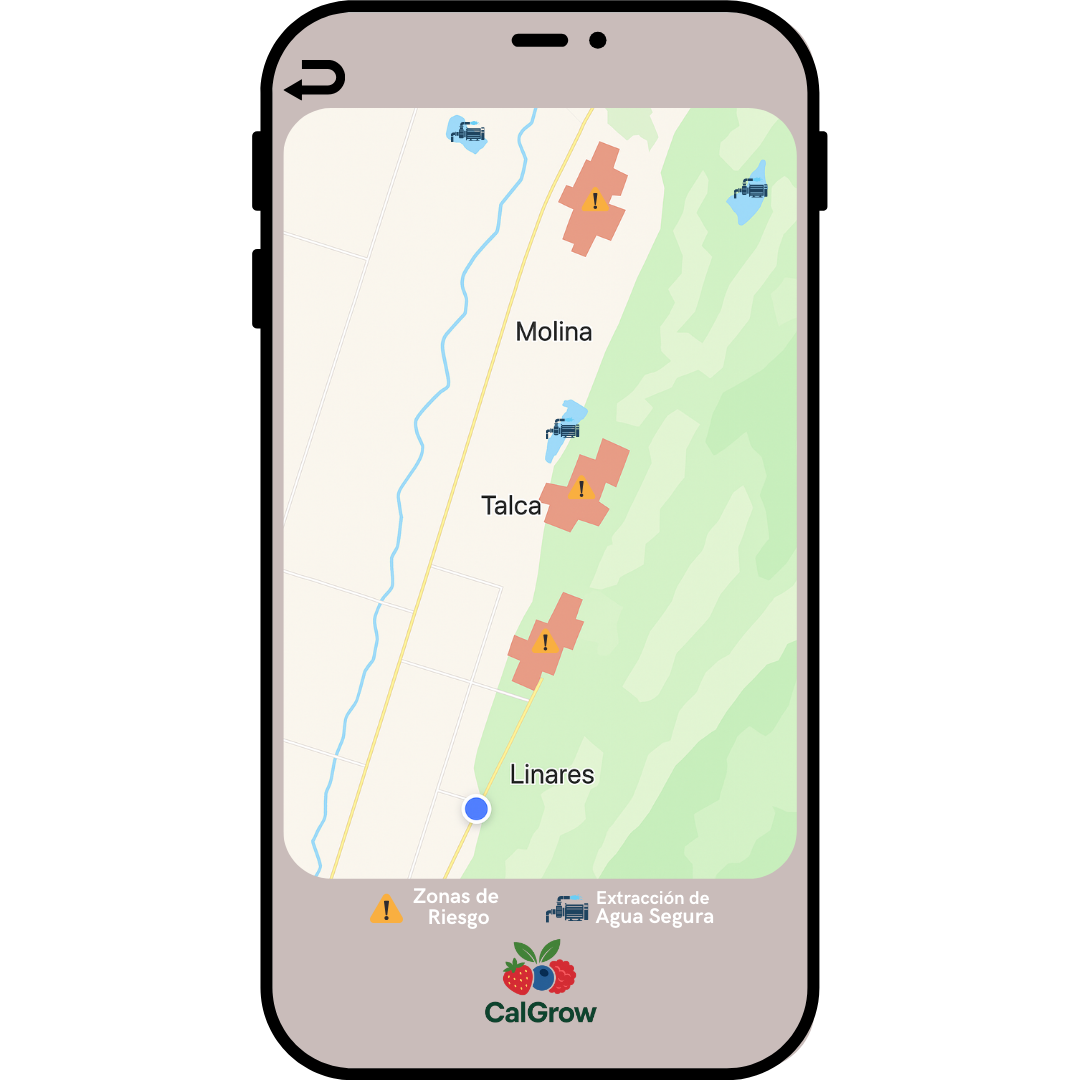 Molina
Talca
Linares
Zonas de
Riesgo
Extracción de
Agua Segura
CalGrow